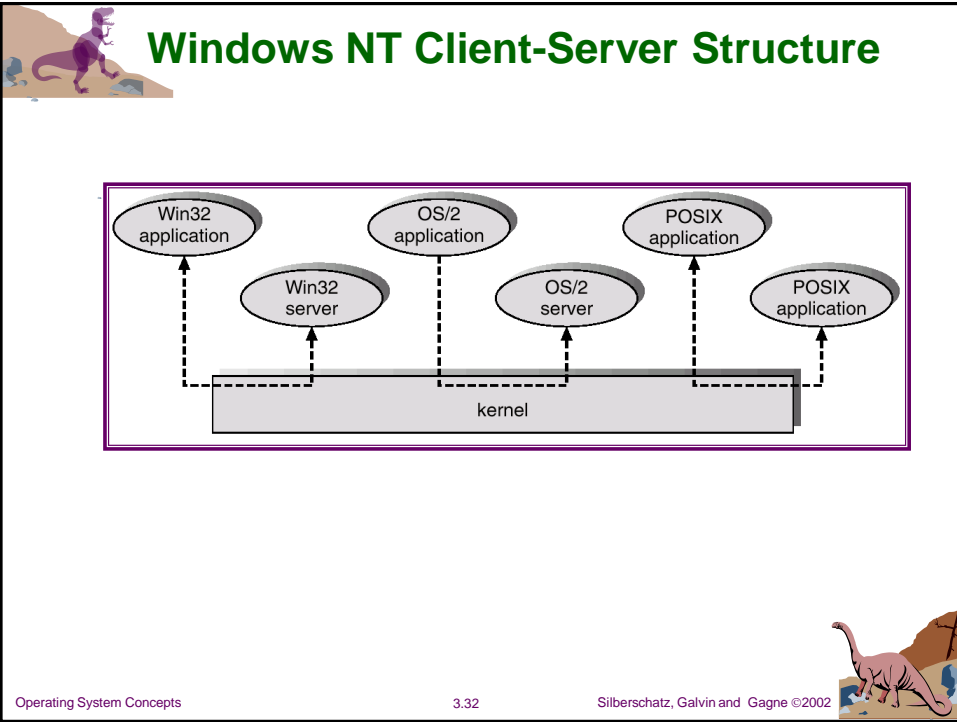 Windows NT Client-Server Structure
Win32
application
OS/2
application
POSIX
application
Win32
server
OS/2
server
POSIX
application
kernel
Operating System Concepts
3.32
Silberschatz, Galvin and Gagne ©2002